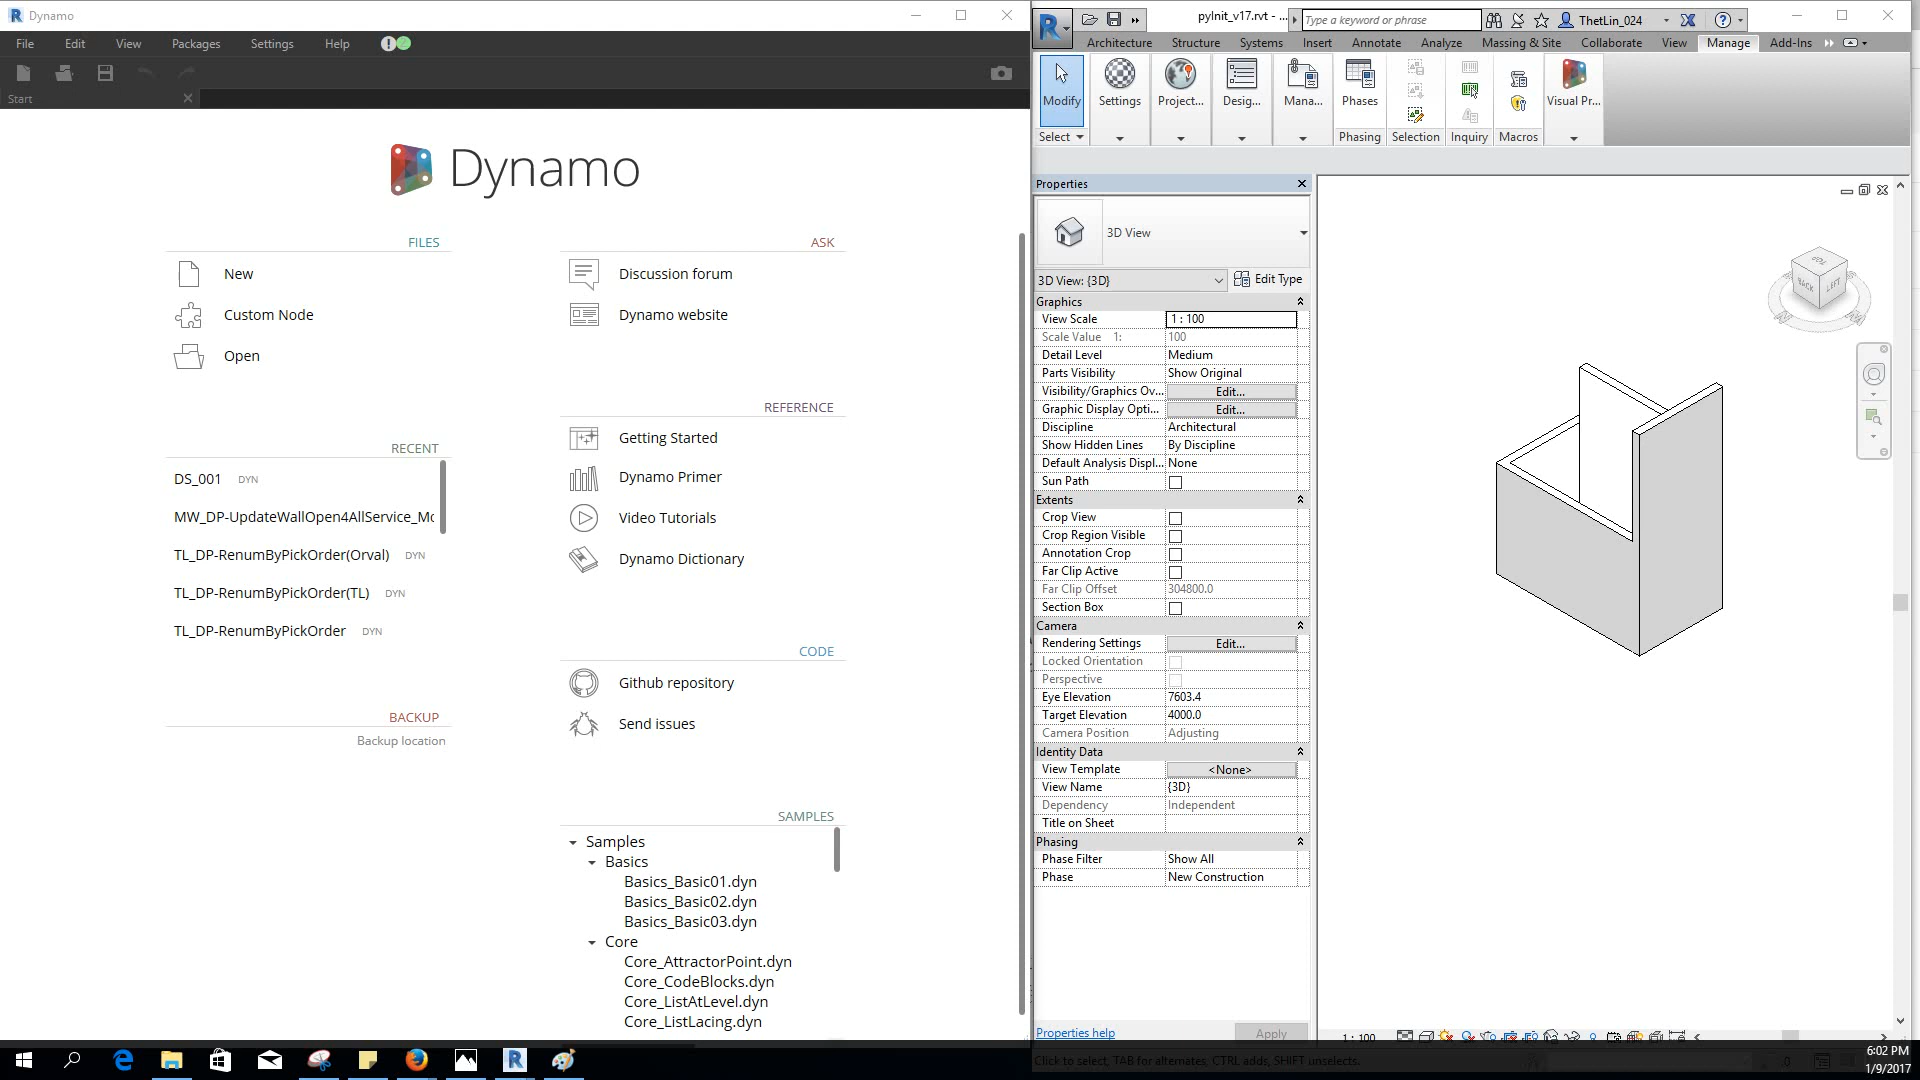 Dynamo
File Edit View Packages Settings Help
Start
Dynamo
FILES
New
Custom Node
Open
RECENT
DS_001 DYN
MW_DP-UpdateWallOpen4AllService_Mc
TL_DP-RenumByPickOrder(Orval) DYN
TL_DP-RenumByPickOrder(TL) DYN
TL_DP-RenumByPickOrder DYN
BACKUP
Backup location
ASK
Discussion forum
Dynamo website
REFERENCE
Getting Started
Dynamo Primer
Video Tutorials
Dynamo Dictionary
CODE
Github repository
Send issues
SAMPLES
Samples
Basics
Basics_Basic01.dyn
Basics_Basic02.dyn
Basics_Basic03.dyn
Core
Core_AttractorPoint.dyn
Core_CodeBlocks.dyn
Core_ListAtLevel.dyn
Core_ListLacing.dyn
pyInit_v17.rvt - ... Type a keyword or phrase ThetLin_024
Architecture Structure Systems Insert Annotate Analyze Massing & Site Collaborate View Manage Add-Ins
Modify Settings Project... Desig... Mana... Phases Visual Pr...
Select Phasing Selection Inquiry Macros
Properties
3D View
3D View: {3D} Edit Type
Graphics
View Scale 1 : 100
Scale Value 1: 100
Detail Level Medium
Parts Visibility Show Original
Visibility/Graphics Ov... Edit...
Graphic Display Opti... Edit...
Discipline Architectural
Show Hidden Lines By Discipline
Default Analysis Displ... None
Sun Path
Extents
Crop View
Crop Region Visible
Annotation Crop
Far Clip Active
Far Clip Offset 304800.0
Section Box
Camera
Rendering Settings Edit...
Locked Orientation
Perspective
Eye Elevation 7603.4
Target Elevation 4000.0
Camera Position Adjusting
Identity Data
View Template <None>
View Name {3D}
Dependency Independent
Title on Sheet
Phasing
Phase Filter Show All
Phase New Construction
Properties help Apply
TOP
BACK LEFT
1 : 100
Click to select, TAB for alternates, CTRL adds, SHIFT unselects.
:0
6:02 PM
1/9/2017